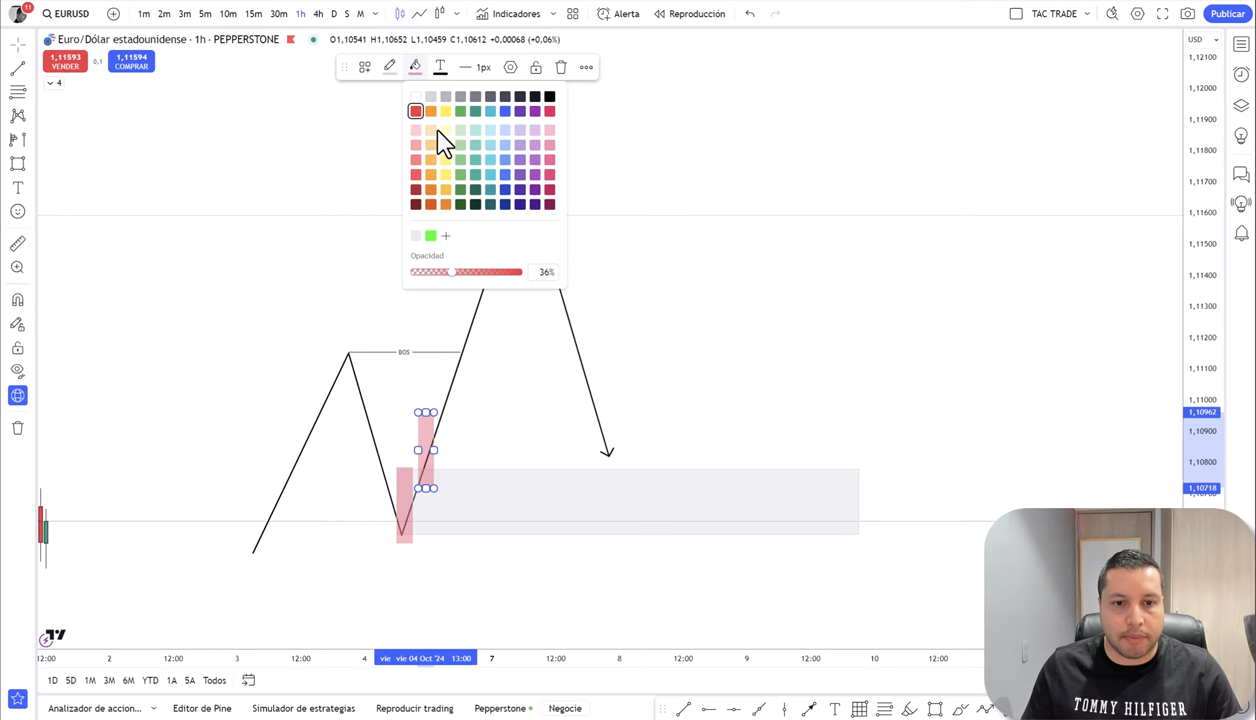 11
EURUSD
1m 2m 3m 5m 10m 15m 30m 1h 4h D S M
Indicadores
Alerta
Reproducción
TAC TRADE
Publicar
Euro/Dólar estadounidense · 1h · PEPPERSTONE
O1,10541 H1,10652 L1,10459 C1,10612 +0,00068 (+0,06%)
USD
1,11593
VENDER
0,1
1,11594
COMPRAR
4
T
1px
1,12100
1,12000
1,11900
1,11800
1,11700
1,11600
1,11500
1,11400
1,11300
1,11200
1,11100
1,11000
1,10962
1,10900
1,10800
1,10718
Opacidad
36%
BOS
TOMMY HILFIGER
12:00 2 12:00 3 12:00 4 vie vie 04 Oct '24 13:00 7 12:00 8 12:00 9 12:00 10 12:00
1D 5D 1M 3M 6M YTD 1A 5A Todos
Analizador de accion... Editor de Pine Simulador de estrategias Reproducir trading Pepperstone Negocie